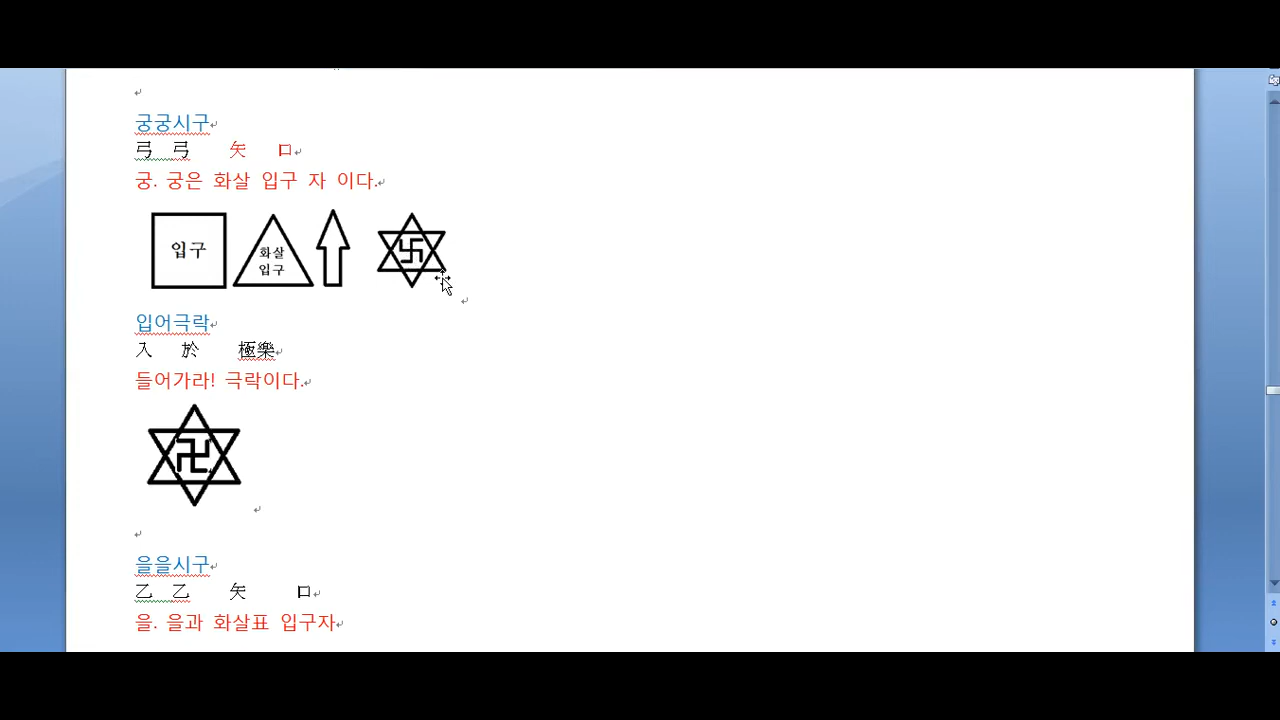 궁궁시구
弓 弓 矢 口
궁. 궁은 화살 입구 자 이다.
입구 화살
입구
입어극락
入 於 極樂
들어가라! 극락이다.
을을시구
乙 乙 矢 口
을. 을과 화살표 입구자